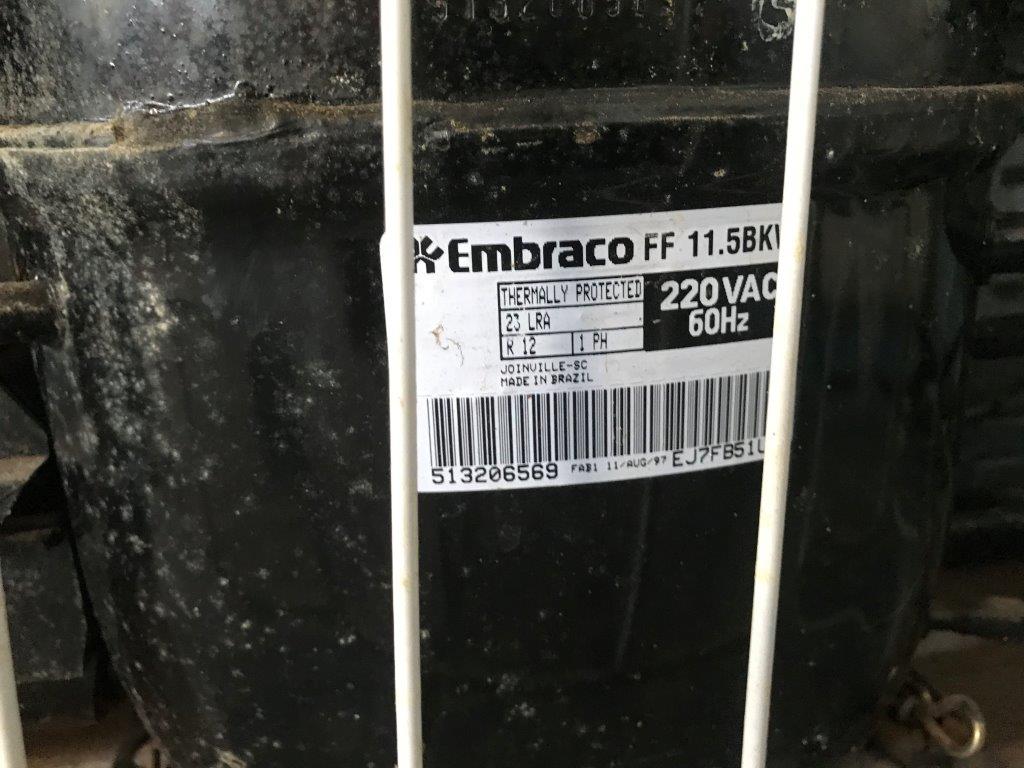 Embraco FF 11.5BK
THERMALLY PROTECTED
220 VAC
23 LRA
60Hz
R 12 1 PH
JOINVILLE-SC
MADE IN BRAZIL
513206569 FAB1 11/AUG/97 EJ7FB51